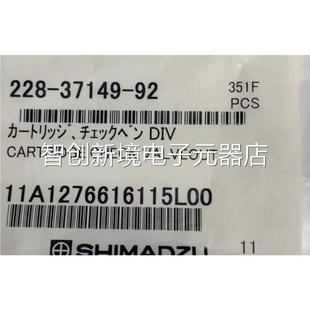 228-37149-92
351F
PCS
カートリッジ、チェックベン DIV
智创新境电子元器店
11A1276616115L00
SHIMADZU
11